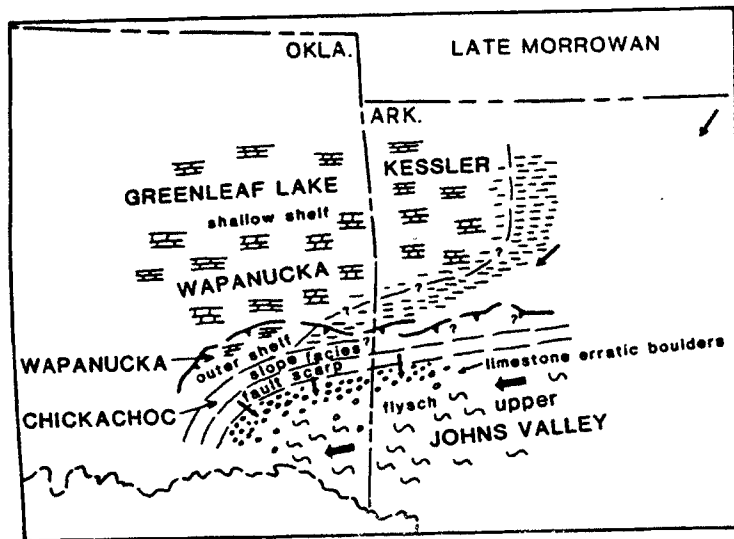 OKLA.
LATE MORROWAN
ARK.
KESSLER
GREENLEAF LAKE
shallow shelf
WAPANUCKA
?
?
?
?
?
?
WAPANUCKA
outer shelf
slope facies
fault scarp
limestone erratic boulders
CHICKACHOC
flysch
upper
JOHNS VALLEY